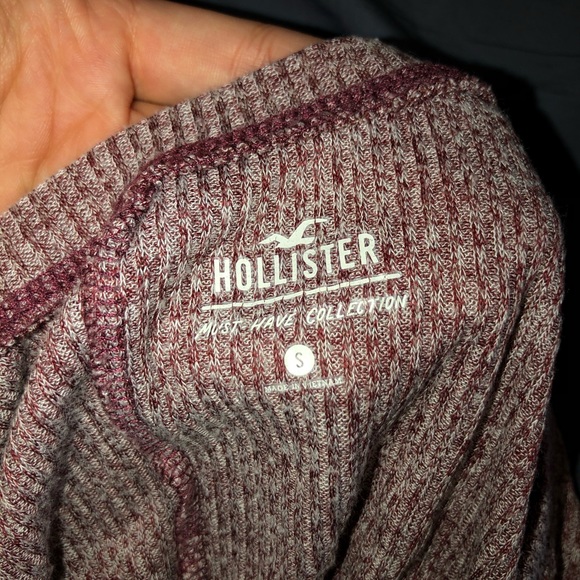 HOLLISTER
MUST-HAVE COLLECTION
S
MADE IN VIETNAM